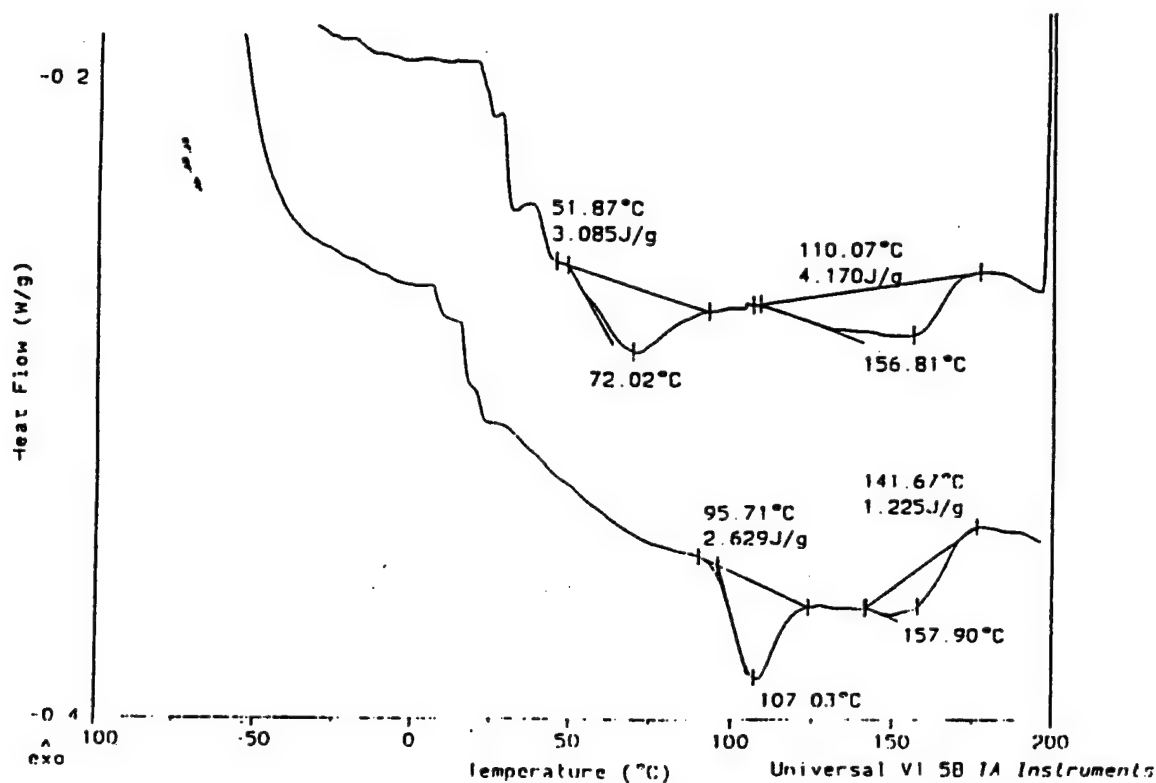 -0 2
51.87°C
3.085J/g
110.07°C
4.170J/g
72.02°C
156.81°C
Heat Flow (W/g)
141.67°C
1.225J/g
95.71°C
2.629J/g
157.90°C
107 03°C
-0 4
100 -50 0 50 100 150 200
exo
Temperature (°C)
Universal V1 5B TA Instruments